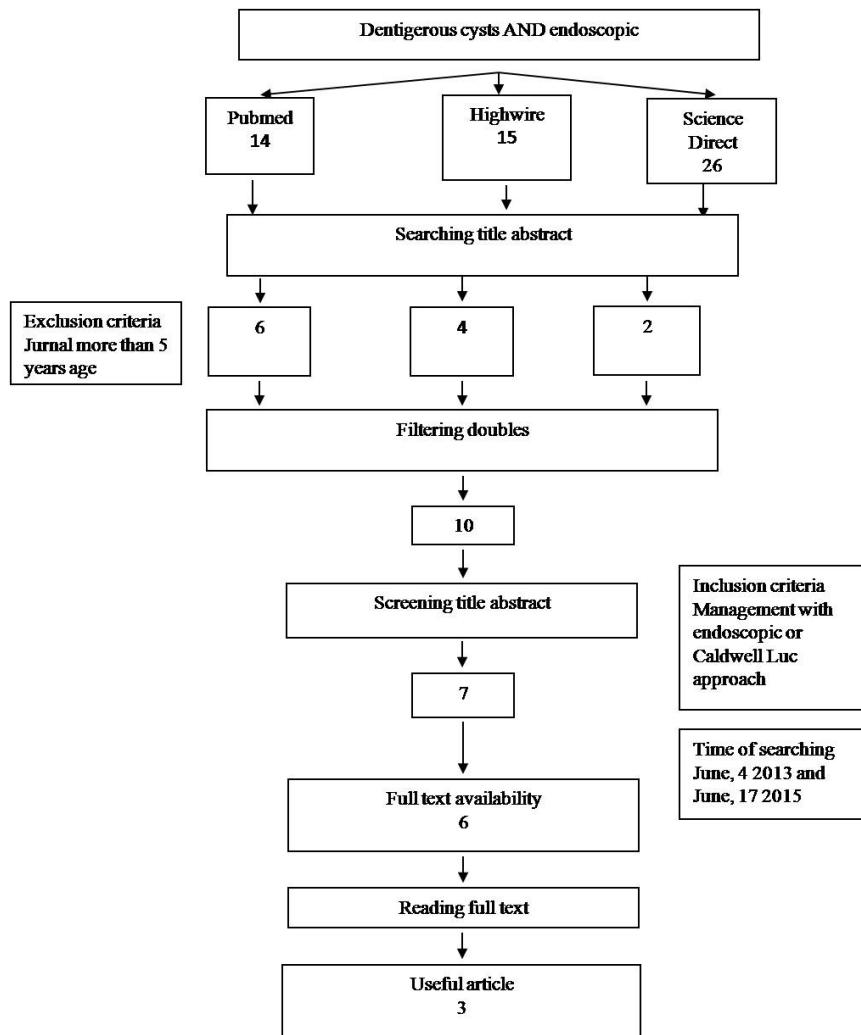 Dentigerous cysts AND endoscopic
Pubmed
14
Highwire
15
Science
Direct
26
Searching title abstract
Exclusion criteria
Jurnal more than 5
years age
6
4
2
Filtering doubles
10
Screening title abstract
Inclusion criteria
Management with
endoscopic or
Caldwell Luc
approach
7
Time of searching
June, 4 2013 and
June, 17 2015
Full text availability
6
Reading full text
Useful article
3